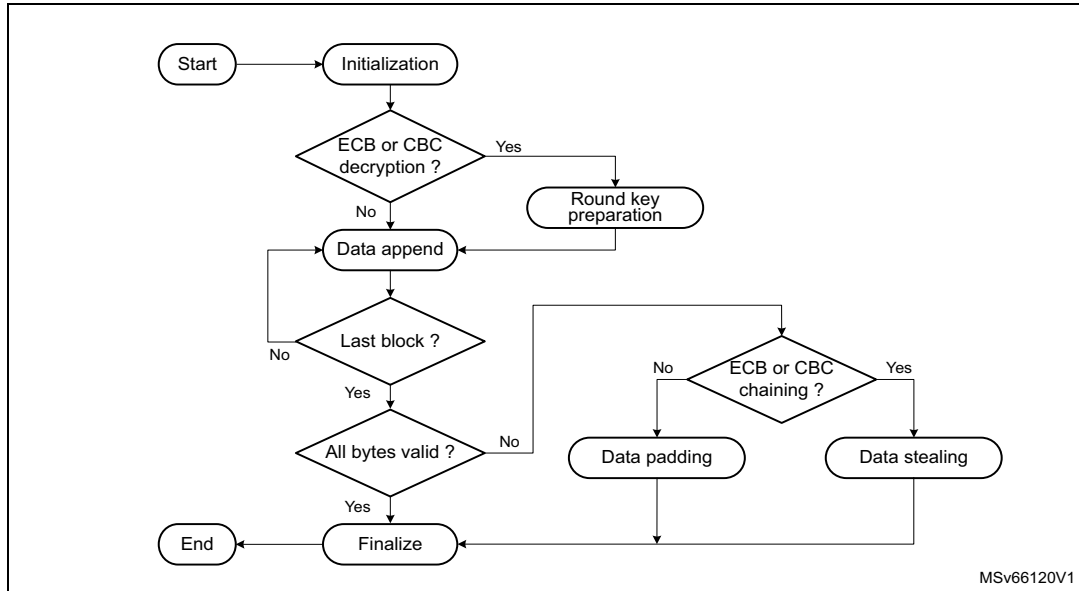 Start
Initialization
ECB or CBC
decryption ?
Yes
Round key
preparation
No
Data append
Last block ?
No
Yes
ECB or CBC
chaining ?
No
Yes
All bytes valid ?
No
Data padding
Data stealing
Yes
End
Finalize
MSv66120V1